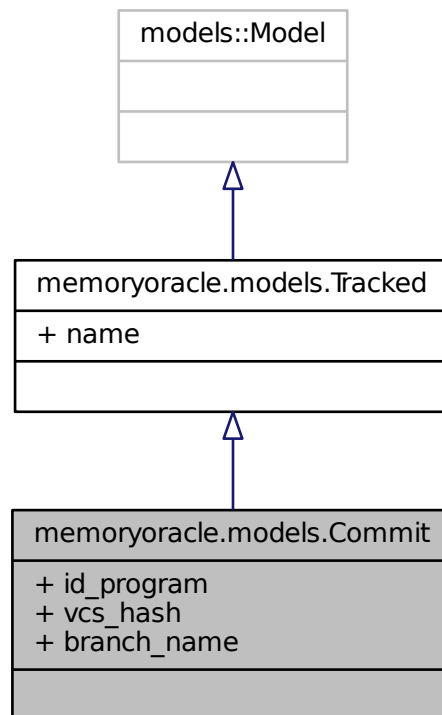 models::Model
memoryoracle.models.Tracked
+ name
memoryoracle.models.Commit
+ id_program
+ vcs_hash
+ branch_name